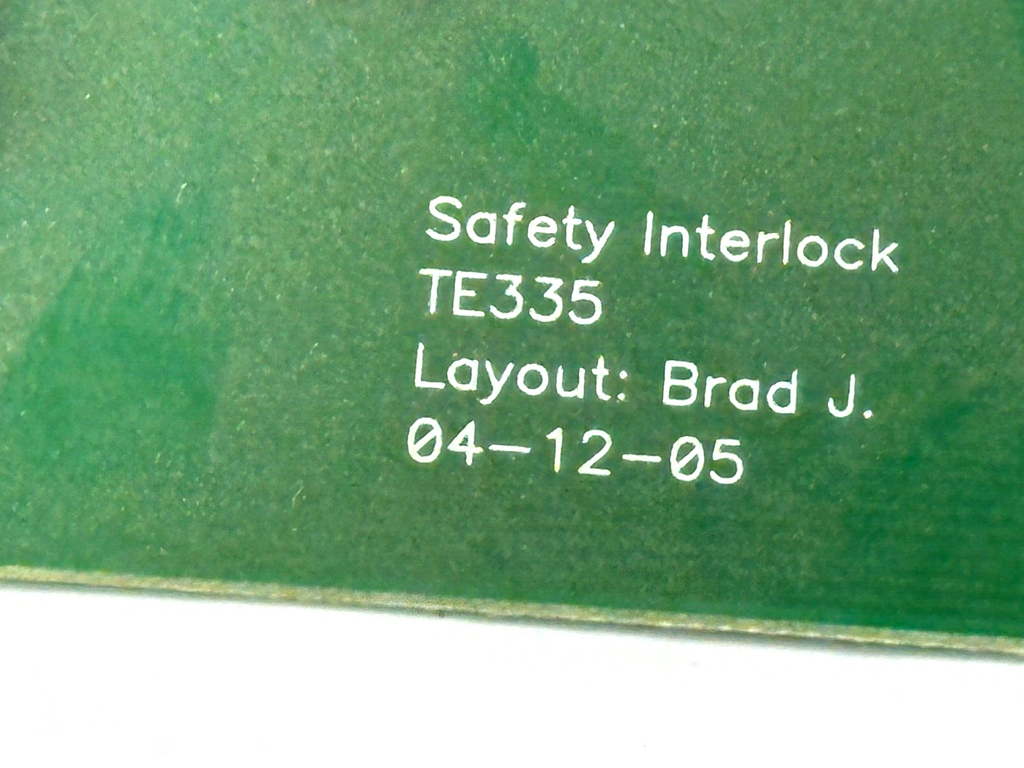 Safety Interlock
TE335
Layout: Brad J.
04-12-05